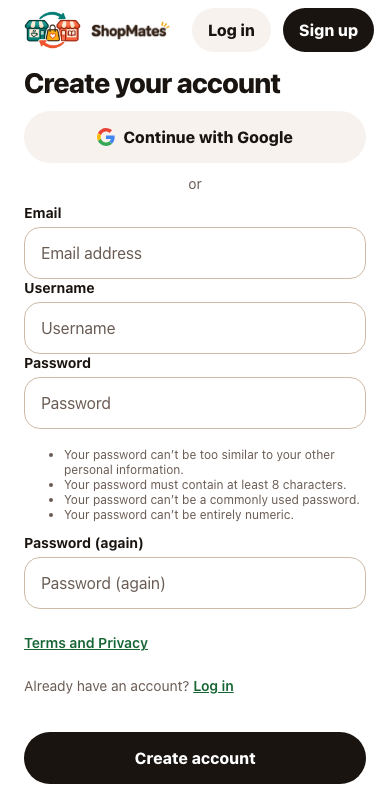 ShopMates
Log in
Sign up
Create your account
Continue with Google
or
Email
Email address
Username
Username
Password
Password
• Your password can’t be too similar to your other
personal information.
• Your password must contain at least 8 characters.
• Your password can’t be a commonly used password.
• Your password can’t be entirely numeric.
Password (again)
Password (again)
Terms and Privacy
Already have an account? Log in
Create account